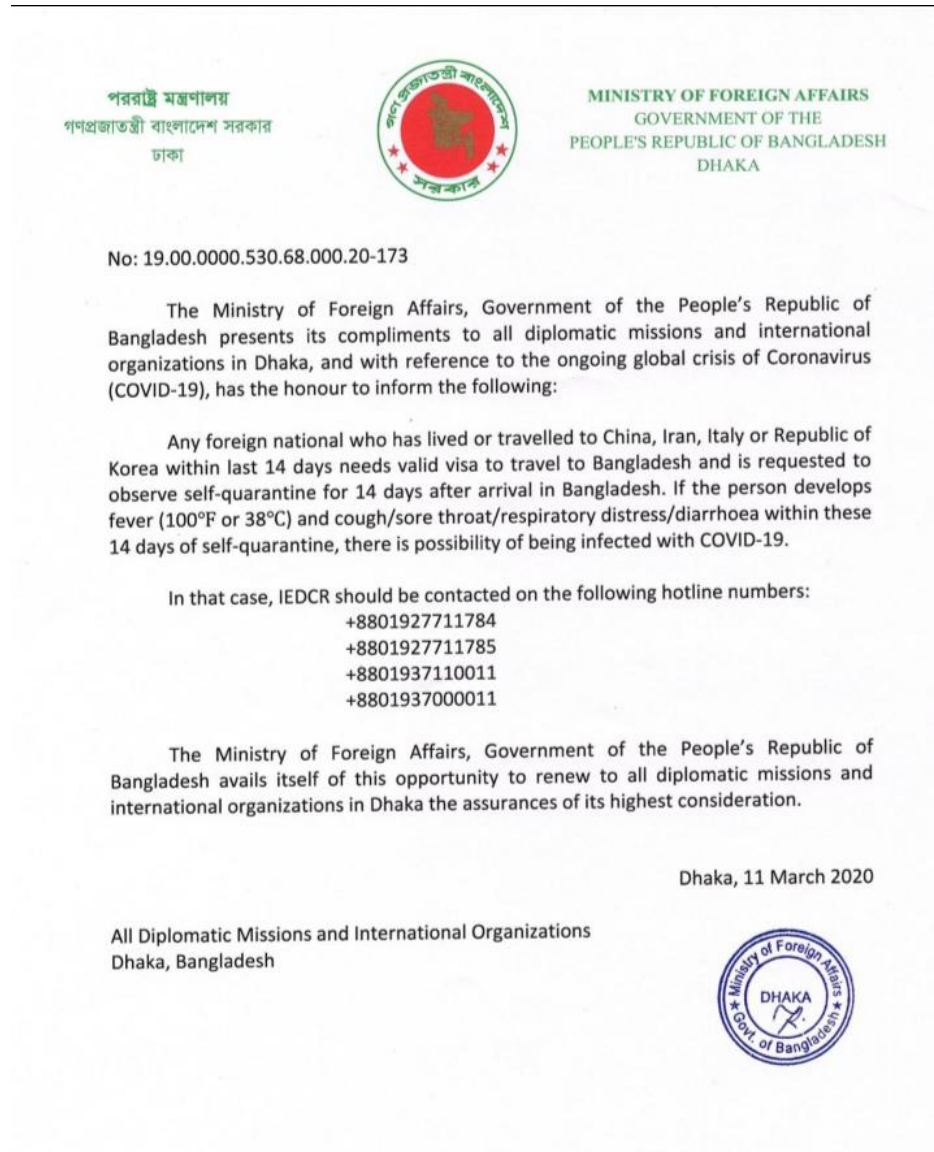 পররাষ্ট্র মন্ত্রণালয়
গণপ্রজাতন্ত্রী বাংলাদেশ সরকার
ঢাকা
গণপ্রজাতন্ত্রী বাংলাদেশ
সরকার
MINISTRY OF FOREIGN AFFAIRS
GOVERNMENT OF THE
PEOPLE'S REPUBLIC OF BANGLADESH
DHAKA
No: 19.00.0000.530.68.000.20-173
The Ministry of Foreign Affairs, Government of the People's Republic of
Bangladesh presents its compliments to all diplomatic missions and international
organizations in Dhaka, and with reference to the ongoing global crisis of Coronavirus
(COVID-19), has the honour to inform the following:
Any foreign national who has lived or travelled to China, Iran, Italy or Republic of
Korea within last 14 days needs valid visa to travel to Bangladesh and is requested to
observe self-quarantine for 14 days after arrival in Bangladesh. If the person develops
fever (100°F or 38°C) and cough/sore throat/respiratory distress/diarrhoea within these
14 days of self-quarantine, there is possibility of being infected with COVID-19.
In that case, IEDCR should be contacted on the following hotline numbers:
+8801927711784
+8801927711785
+8801937110011
+8801937000011
The Ministry of Foreign Affairs, Government of the People's Republic of
Bangladesh avails itself of this opportunity to renew to all diplomatic missions and
international organizations in Dhaka the assurances of its highest consideration.
Dhaka, 11 March 2020
All Diplomatic Missions and International Organizations
Dhaka, Bangladesh
Ministry of Foreign Affairs
DHAKA
Govt. of Bangladesh